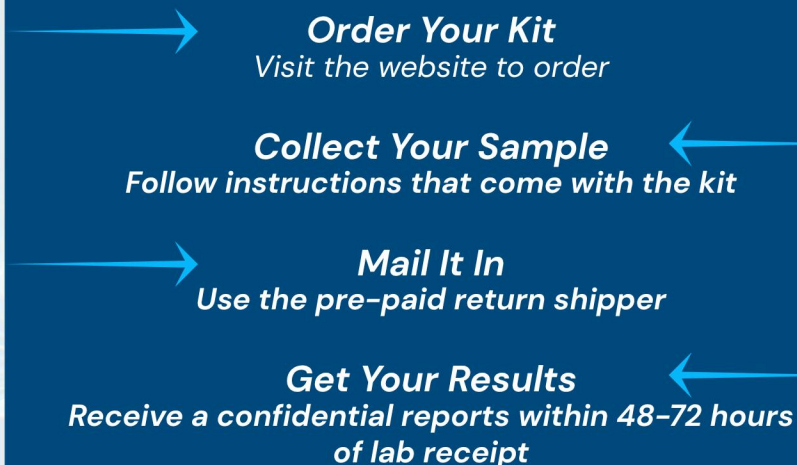 Order Your Kit
Visit the website to order
Collect Your Sample
Follow instructions that come with the kit
Mail It In
Use the pre-paid return shipper
Get Your Results
Receive a confidential reports within 48-72 hours
of lab receipt